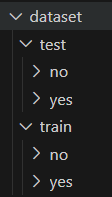 dataset
test
no
yes
train
no
yes